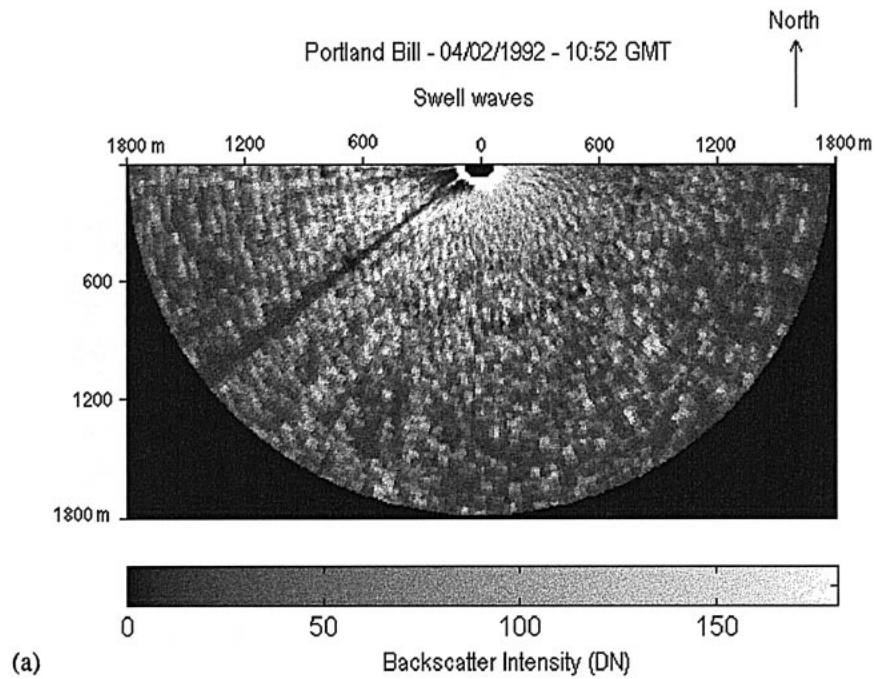 North
Portland Bill - 04/02/1992 - 10:52 GMT
Swell waves
1800 m 1200 600 0 600 1200 1800 m
600
1200
1800 m
0 50 100 150
(a) Backscatter Intensity (DN)